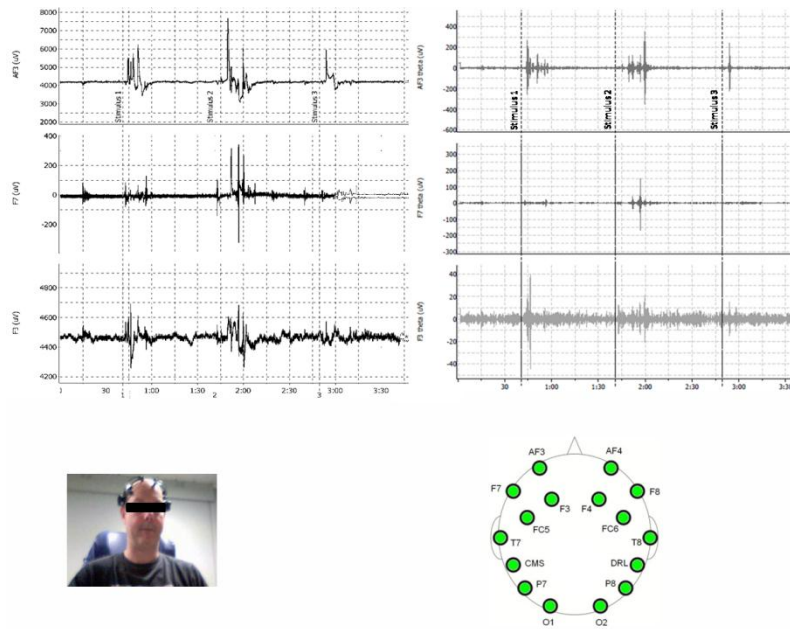 AF3 (uV)
8000
7000
6000
5000
4000
3000
2000
Stimulus 1
Stimulus 2
Stimulus 3
F7 (uV)
400
200
0
-200
F3 (uV)
4800
4600
4400
4200
30
1:00
1:30
2:00
2:30
3:00
3:30
1
2
3
AF3 theta (uV)
400
200
0
-200
-400
-600
Stimulus 1
Stimulus 2
Stimulus 3
F7 theta (uV)
300
200
100
0
-100
-200
-300
F3 theta (uV)
40
20
0
-20
-40
30
1:00
1:30
2:00
2:30
3:00
3:30
AF3
AF4
F7
F8
F3
F4
FC5
FC6
T7
T8
CMS
DRL
P7
P8
O1
O2